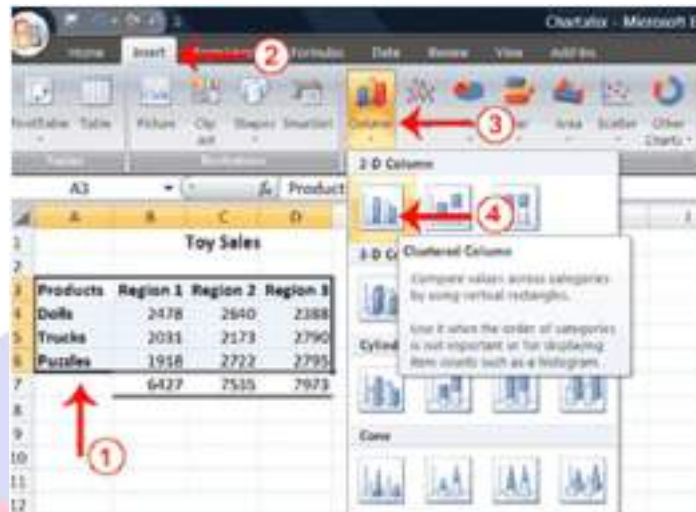 Chart.xlsx - Microsoft E
Home Insert Formulas Data Review View Add-Ins
PivotTable Table Picture Clip Art Shapes SmartArt Column Area Scatter Other Charts
Tables Illustrations
2-D Column
A3 fx Product
A B C D
1 Toy Sales
2
3 Products Region 1 Region 2 Region 3
4 Dolls 2478 2640 2388
5 Trucks 2031 2173 2790
6 Puzzles 1918 2722 2795
7 6427 7535 7973
8
9
10
11
12
1
2
3
4
3-D
Clustered Column
Compare values across categories
by using vertical rectangles.
Use it when the order of categories
is not important or for displaying
item counts such as a histogram.
Cylind
Cone